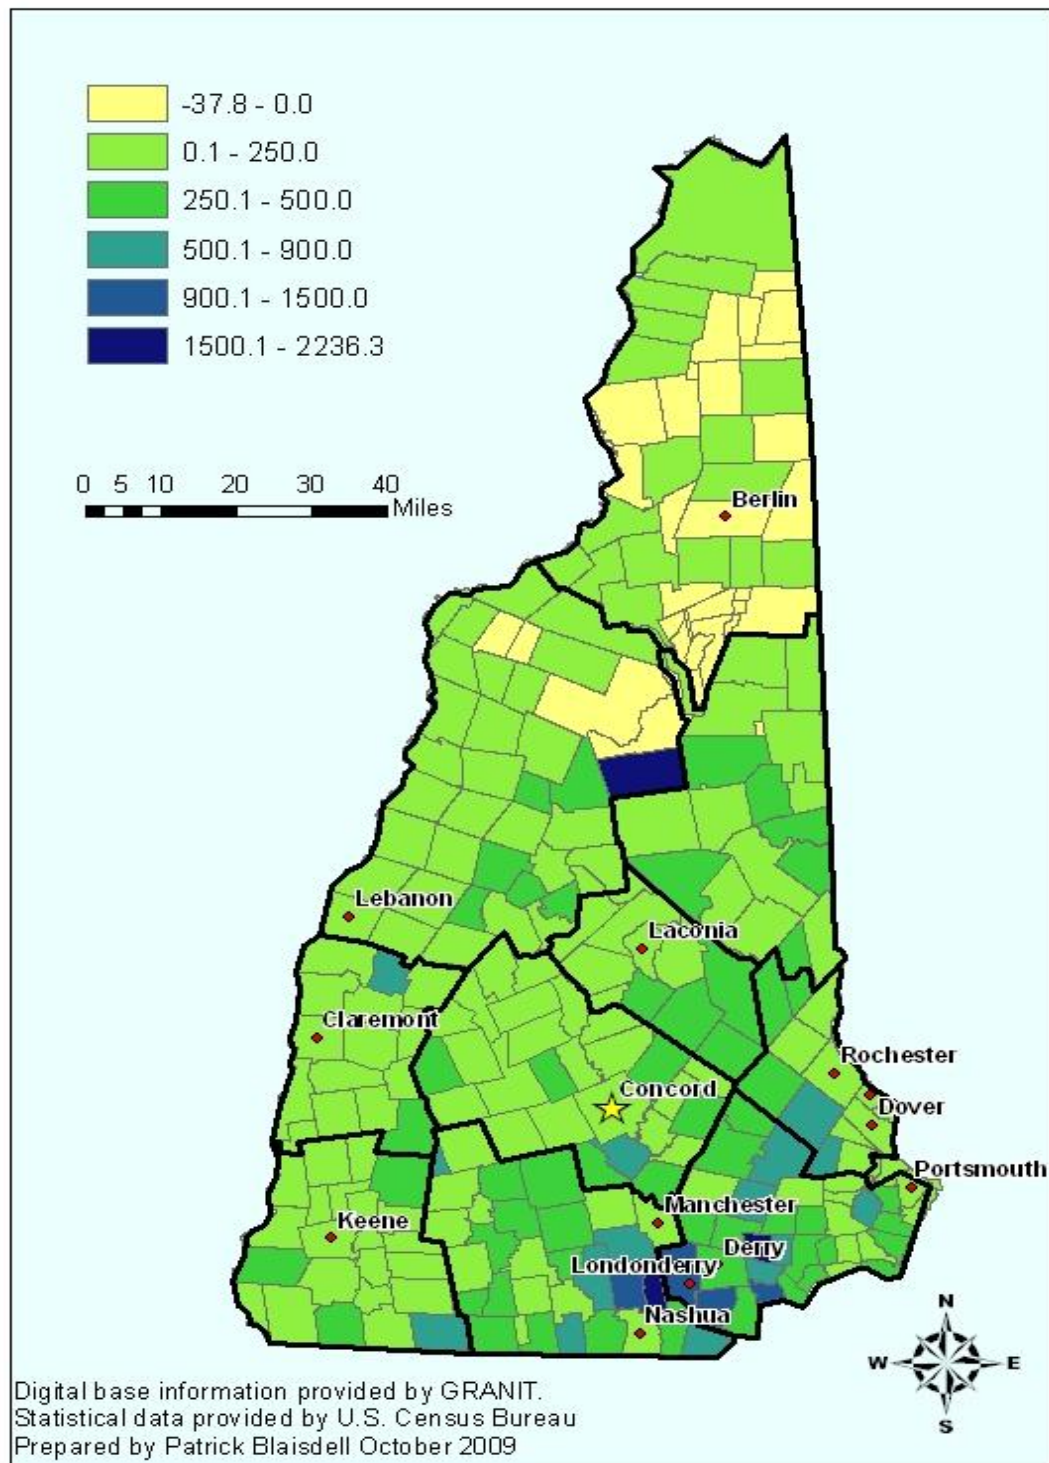 -37.8 - 0.0
0.1 - 250.0
250.1 - 500.0
500.1 - 900.0
900.1 - 1500.0
1500.1 - 2236.3
0 5 10 20 30 40
Miles
Berlin
Lebanon
Laconia
Claremont
Rochester
Concord
Dover
Portsmouth
Manchester
Keene
Derry
Londonderry
Nashua
N
W E
S
Digital base information provided by GRANIT.
Statistical data provided by U.S. Census Bureau
Prepared by Patrick Blaisdell October 2009